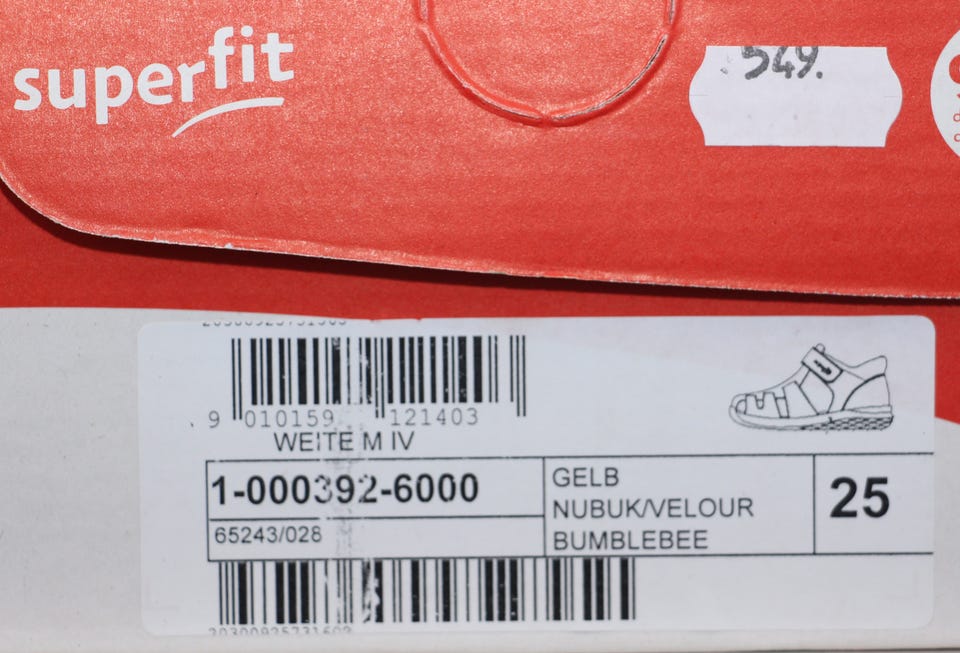 superfit
549.
9 010159 121403
WEITE M IV
1-000392-6000
65243/028
GELB
NUBUK/VELOUR
BUMBLEBEE
25